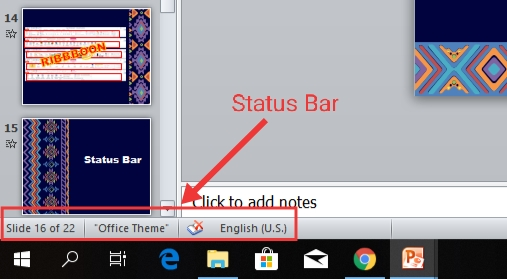 14
RIBBBOON
Status Bar
15
Status Bar
Click to add notes
Slide 16 of 22 "Office Theme" English (U.S.)